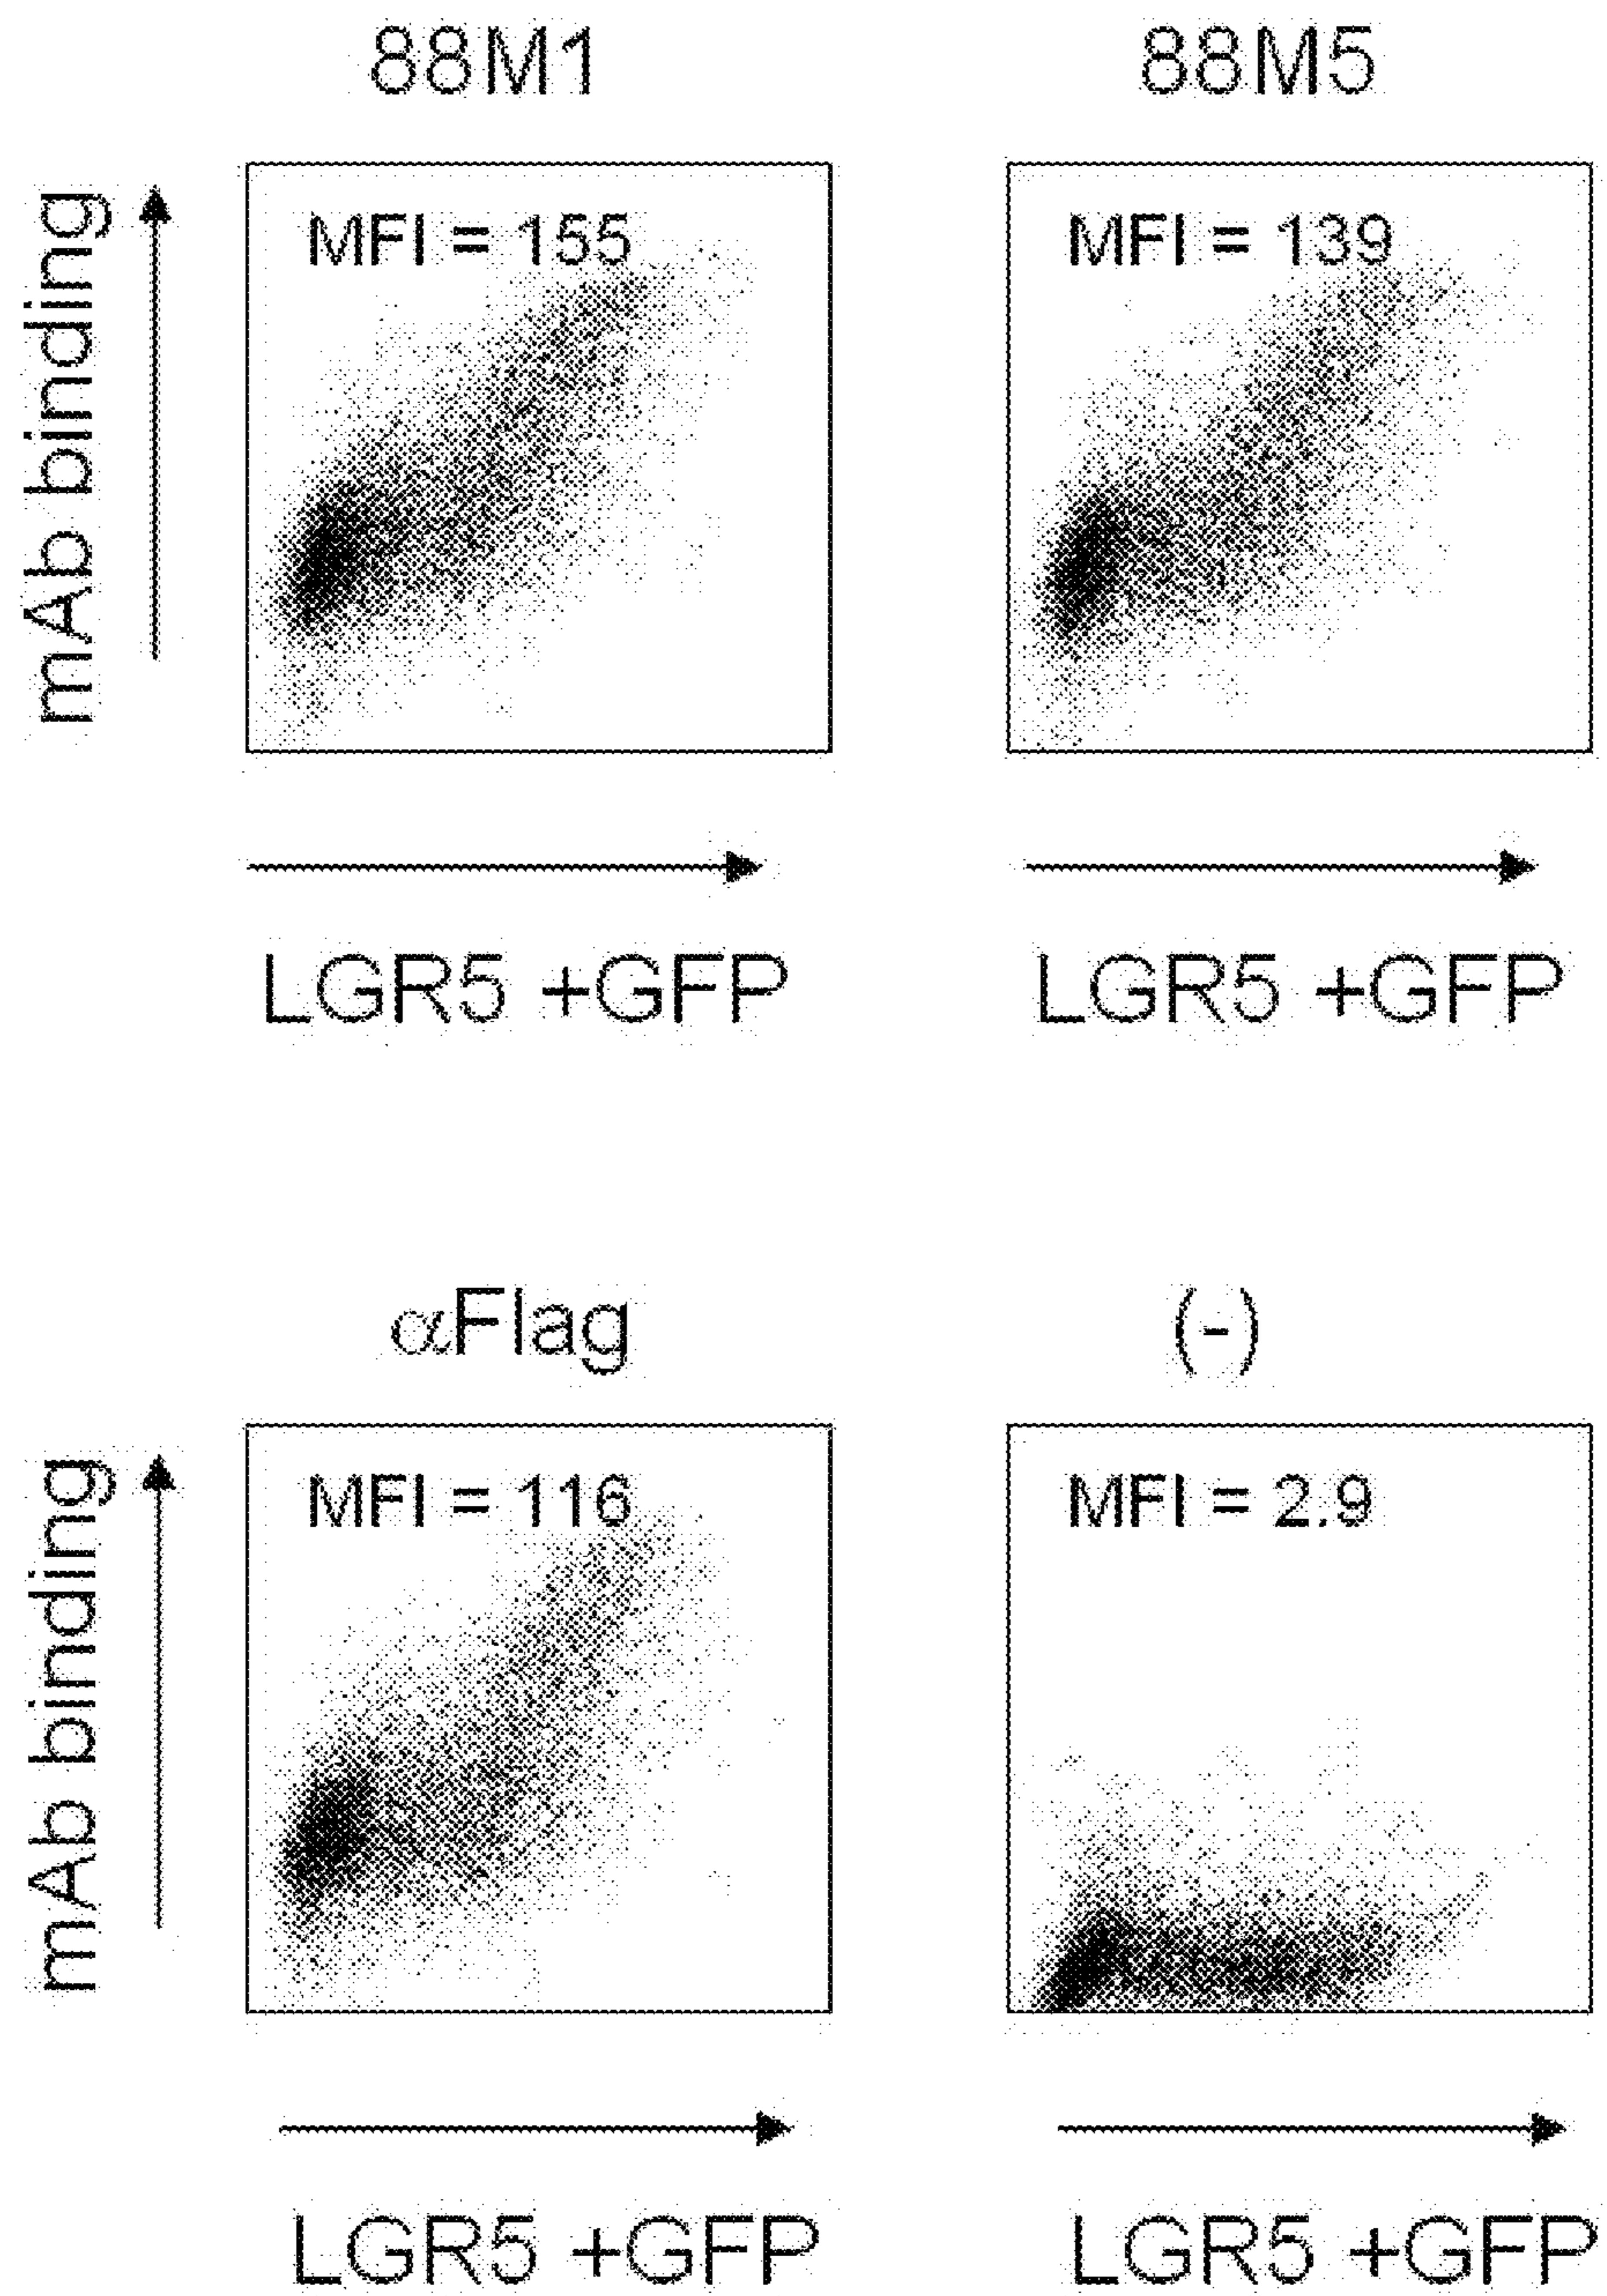 88M1
88M5
mAb binding
MFI = 155
MFI = 139
LGR5 +GFP
LGR5 +GFP
αFlag
(-)
mAb binding
MFI = 116
MFI = 2.9
LGR5 +GFP
LGR5 +GFP